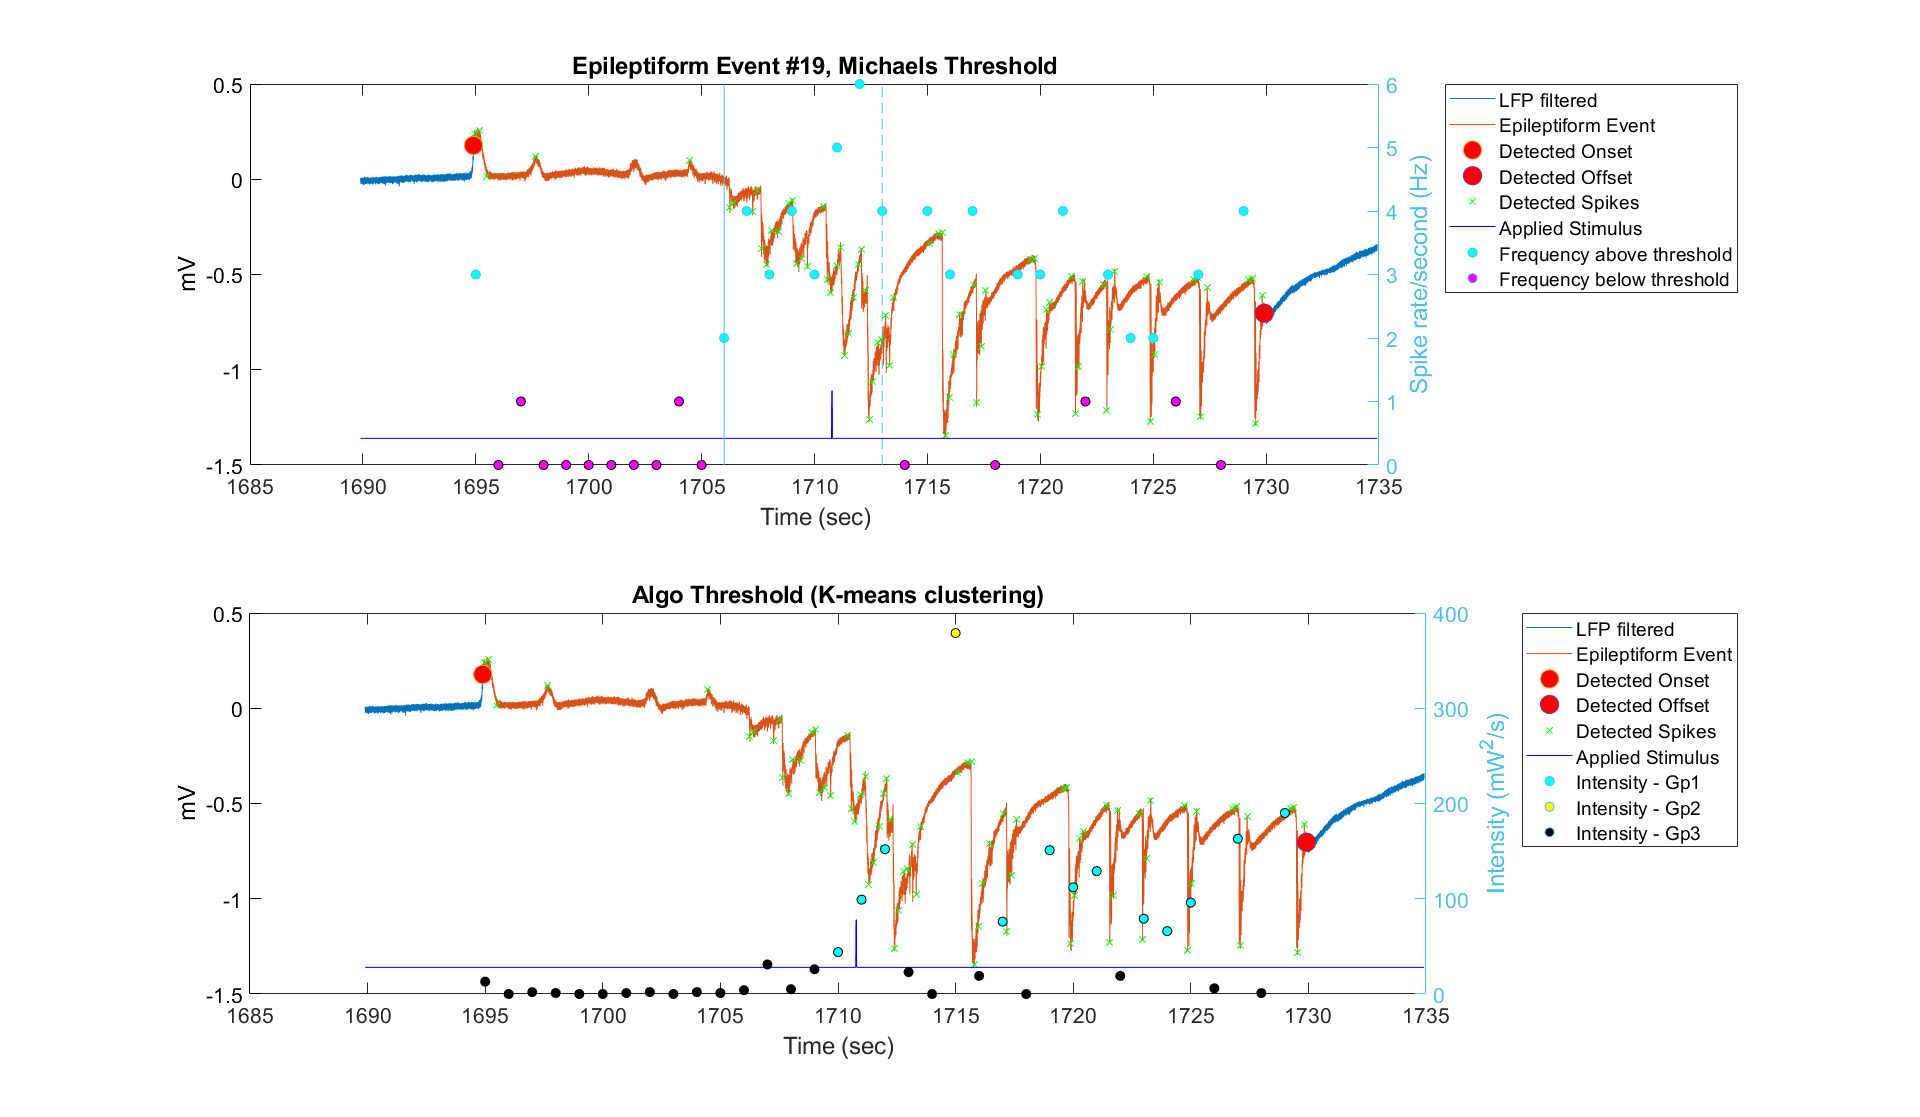 Epileptiform Event #19, Michaels Threshold
0.5
0
-0.5
-1
-1.5
mV
6
5
4
3
2
1
0
Spike rate/second (Hz)
1685 1690 1695 1700 1705 1710 1715 1720 1725 1730 1735
Time (sec)
LFP filtered
Epileptiform Event
Detected Onset
Detected Offset
Detected Spikes
Applied Stimulus
Frequency above threshold
Frequency below threshold
Algo Threshold (K-means clustering)
0.5
0
-0.5
-1
-1.5
mV
400
300
200
100
0
Intensity (mW²/s)
1685 1690 1695 1700 1705 1710 1715 1720 1725 1730 1735
Time (sec)
LFP filtered
Epileptiform Event
Detected Onset
Detected Offset
Detected Spikes
Applied Stimulus
Intensity - Gp1
Intensity - Gp2
Intensity - Gp3